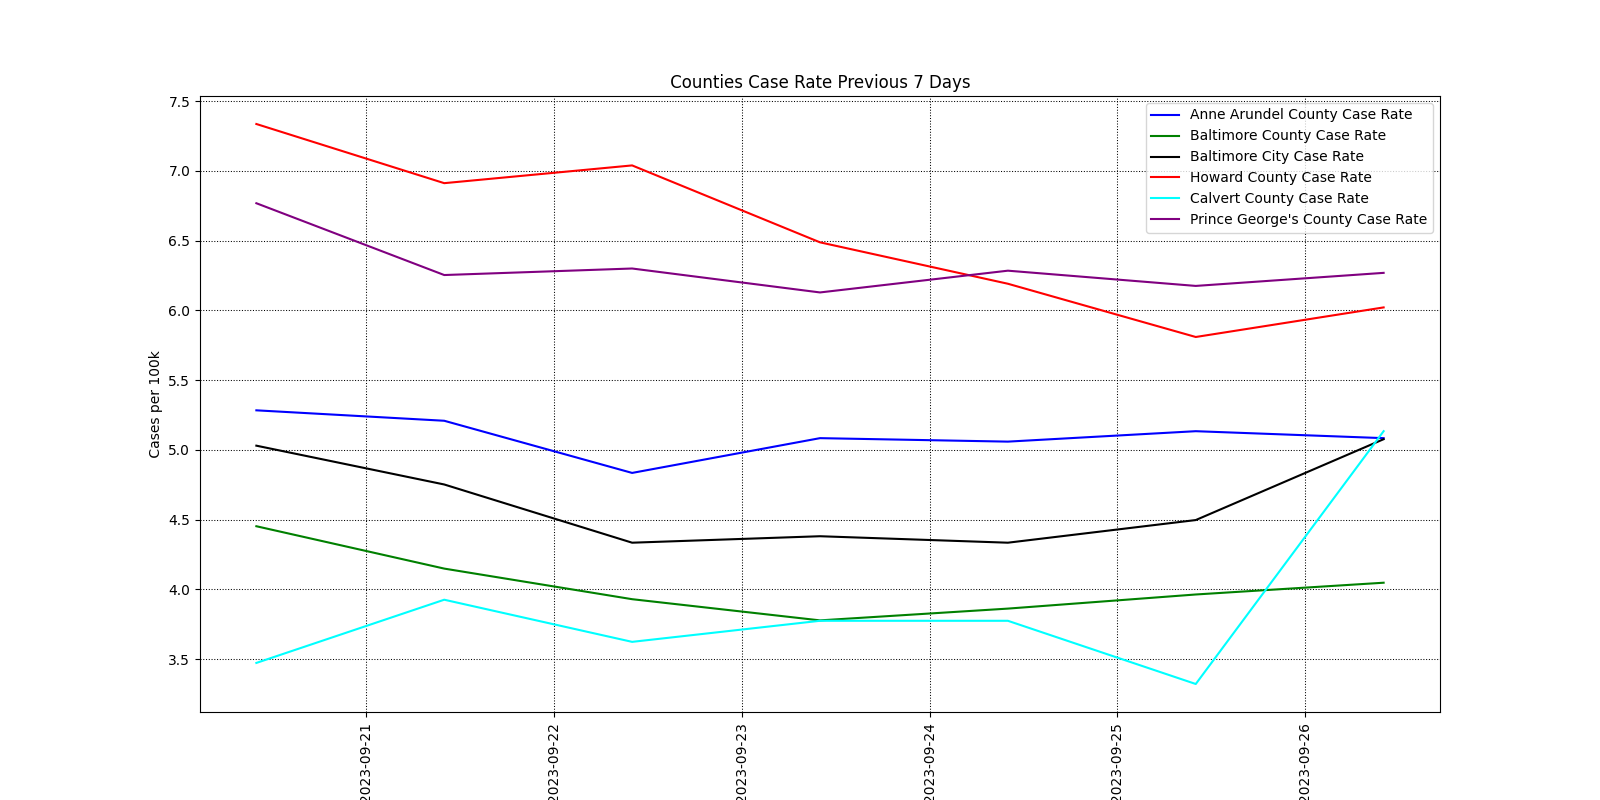 Counties Case Rate Previous 7 Days
Cases per 100k
7.5
7.0
6.5
6.0
5.5
5.0
4.5
4.0
3.5
Anne Arundel County Case Rate
Baltimore County Case Rate
Baltimore City Case Rate
Howard County Case Rate
Calvert County Case Rate
Prince George's County Case Rate
2023-09-21
2023-09-22
2023-09-23
2023-09-24
2023-09-25
2023-09-26